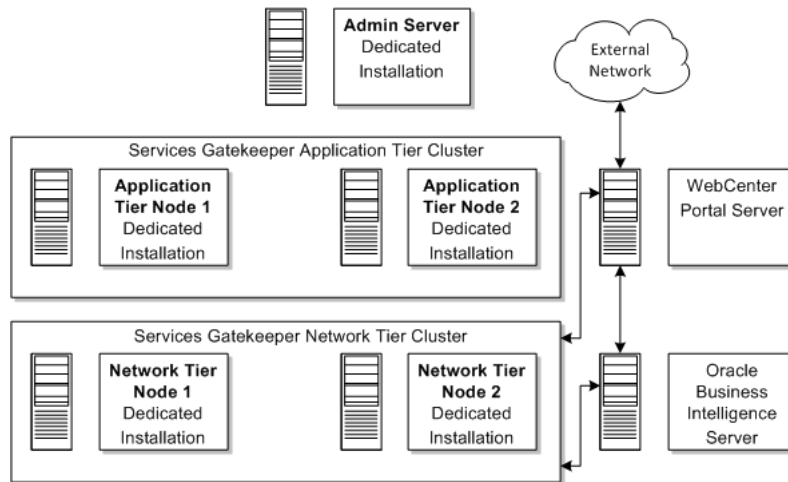 Admin Server
Dedicated
Installation
External
Network
Services Gatekeeper Application Tier Cluster
Application
Tier Node 1
Dedicated
Installation
Application
Tier Node 2
Dedicated
Installation
WebCenter
Portal Server
Services Gatekeeper Network Tier Cluster
Network Tier
Node 1
Dedicated
Installation
Network Tier
Node 2
Dedicated
Installation
Oracle
Business
Intelligence
Server